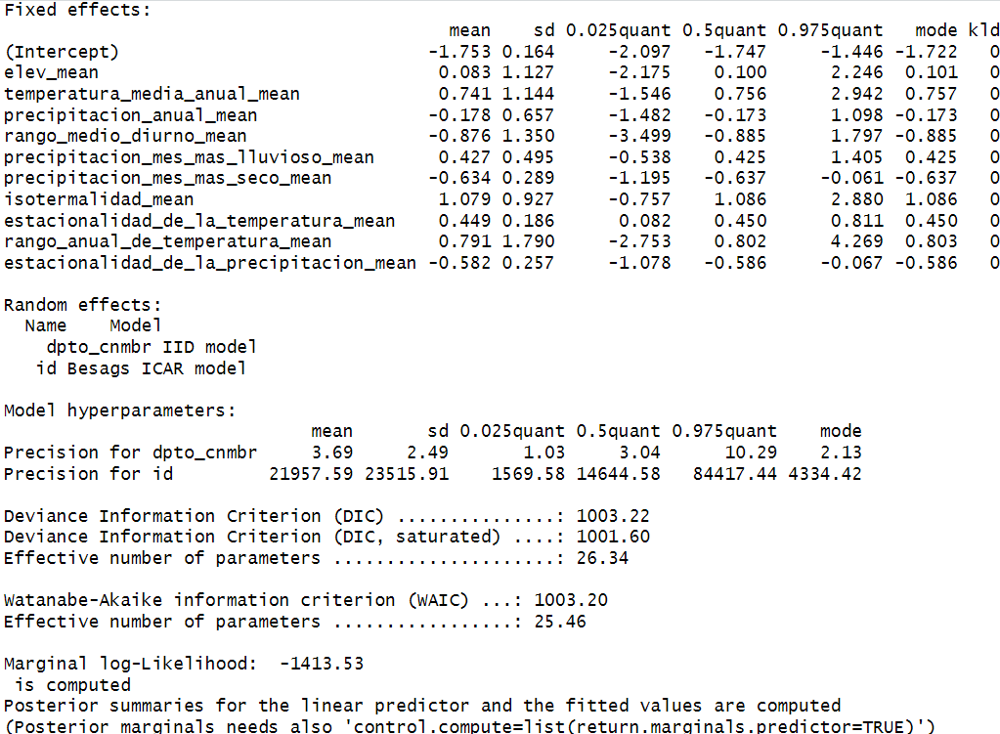 Fixed effects:
                                       mean    sd 0.025quant 0.5quant 0.975quant   mode kld
(Intercept)                          -1.753 0.164     -2.097   -1.747     -1.446 -1.722   0
elev_mean                             0.083 1.127     -2.175    0.100      2.246  0.101   0
temperatura_media_anual_mean          0.741 1.144     -1.546    0.756      2.942  0.757   0
precipitacion_anual_mean             -0.178 0.657     -1.482   -0.173      1.098 -0.173   0
rango_medio_diurno_mean              -0.876 1.350     -3.499   -0.885      1.797 -0.885   0
precipitacion_mes_mas_lluvioso_mean   0.427 0.495     -0.538    0.425      1.405  0.425   0
precipitacion_mes_mas_seco_mean      -0.634 0.289     -1.195   -0.637     -0.061 -0.637   0
isotermalidad_mean                    1.079 0.927     -0.757    1.086      2.880  1.086   0
estacionalidad_de_la_temperatura_mean 0.449 0.186      0.082    0.450      0.811  0.450   0
rango_anual_de_temperatura_mean       0.791 1.790     -2.753    0.802      4.269  0.803   0
estacionalidad_de_la_precipitacion_mean -0.582 0.257     -1.078   -0.586     -0.067 -0.586   0
Random effects:
  Name    Model
    dpto_cnmbr IID model
   id Besags ICAR model
Model hyperparameters:
                             mean       sd 0.025quant 0.5quant 0.975quant    mode
Precision for dpto_cnmbr     3.69     2.49       1.03     3.04      10.29    2.13
Precision for id         21957.59 23515.91    1569.58 14644.58   84417.44 4334.42
Deviance Information Criterion (DIC) ...............: 1003.22
Deviance Information Criterion (DIC, saturated) ....: 1001.60
Effective number of parameters .....................: 26.34
Watanabe-Akaike information criterion (WAIC) ...: 1003.20
Effective number of parameters .................: 25.46
Marginal log-Likelihood:  -1413.53
 is computed
Posterior summaries for the linear predictor and the fitted values are computed
(Posterior marginals needs also 'control.compute=list(return.marginals.predictor=TRUE)')